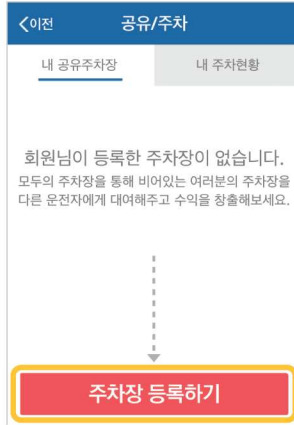 이전
공유/주차
내 공유주차장
내 주차현황
회원님이 등록한 주차장이 없습니다.
모두의 주차장을 통해 비어있는 여러분의 주차장을
다른 운전자에게 대여해주고 수익을 창출해보세요.
주차장 등록하기